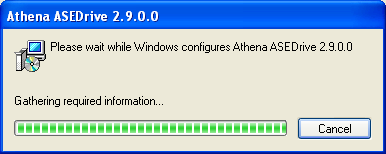 Athena ASEDrive 2.9.0.0
Please wait while Windows configures Athena ASEDrive 2.9.0.0
Gathering required information...
Cancel